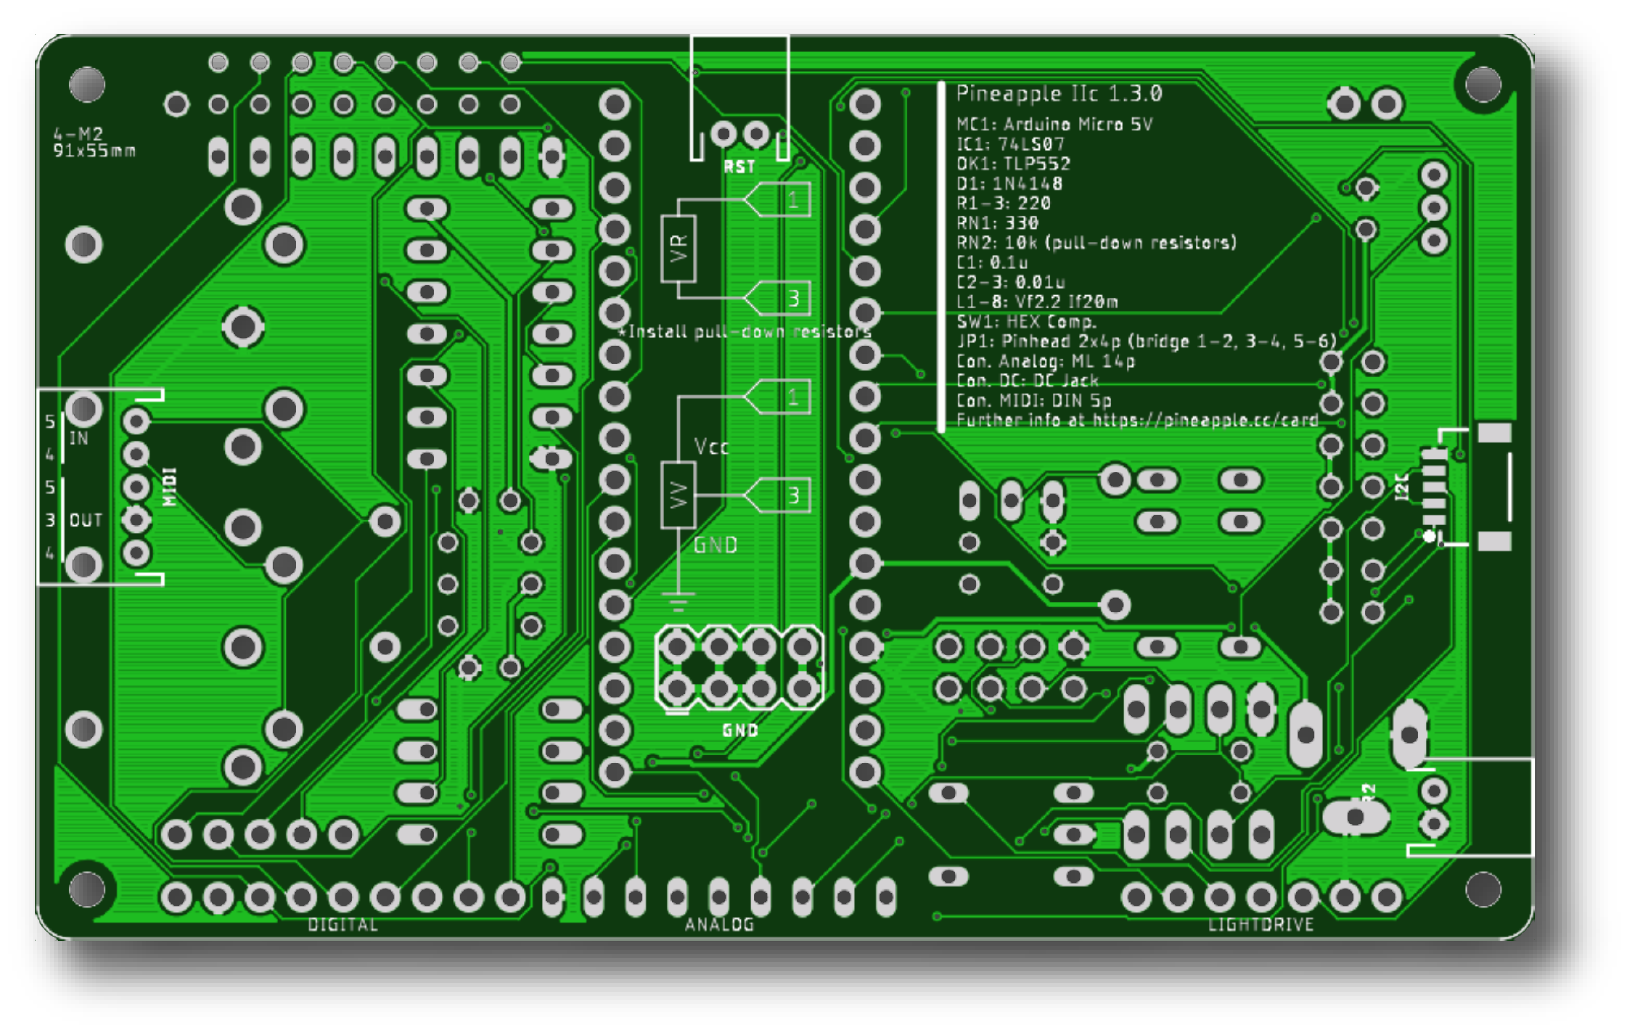 4-M2
91x55mm
RST
1
VR
3
*Install pull-down resistors
1
Vcc
VV
3
GND
GND
Pineapple IIc 1.3.0
MC1: Arduino Micro 5V
IC1: 74LS07
OK1: TLP552
D1: 1N4148
R1-3: 220
RN1: 330
RN2: 10k (pull-down resistors)
C1: 0.1u
C2-3: 0.01u
L1-8: Vf2.2 If20m
SW1: HEX Comp.
JP1: Pinhead 2x4p (bridge 1-2, 3-4, 5-6)
Con. Analog: ML 14p
Con. DC: DC Jack
Con. MIDI: DIN 5p
Further info at https://pineapple.cc/card
5
IN
4
5
3 OUT
4
MIDI
I2C
DIGITAL
ANALOG
LIGHTDRIVE